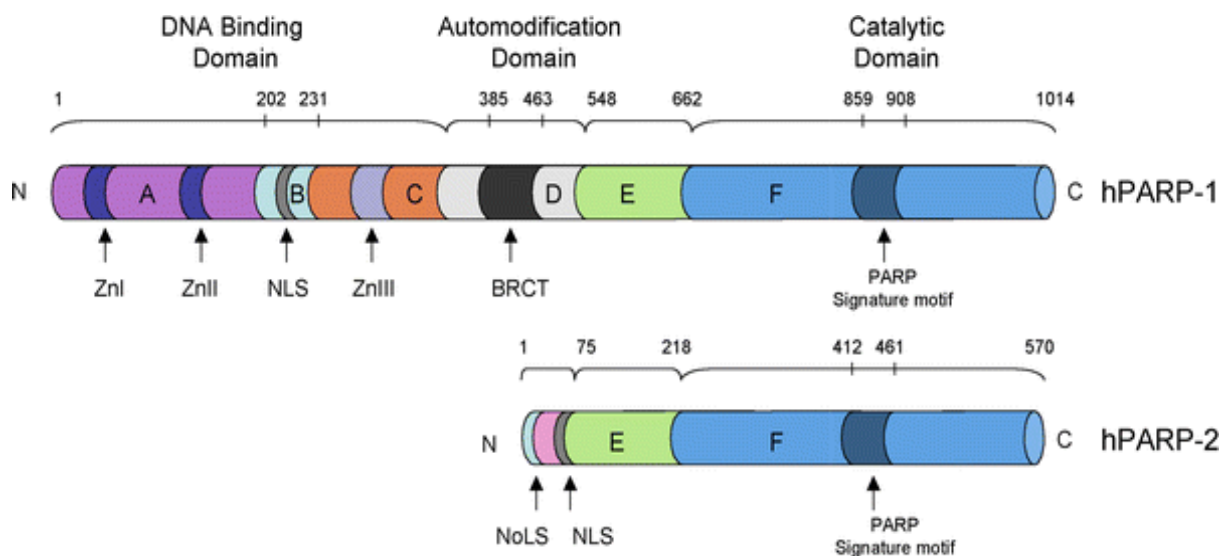 DNA Binding
Domain
Automodification
Domain
Catalytic
Domain
1 202 231 385 463 548 662 859 908 1014
N A B C D E F C hPARP-1
ZnI ZnII NLS ZnIII BRCT PARP
Signature motif
1 75 218 412 461 570
N E F C hPARP-2
NoLS NLS PARP
Signature motif